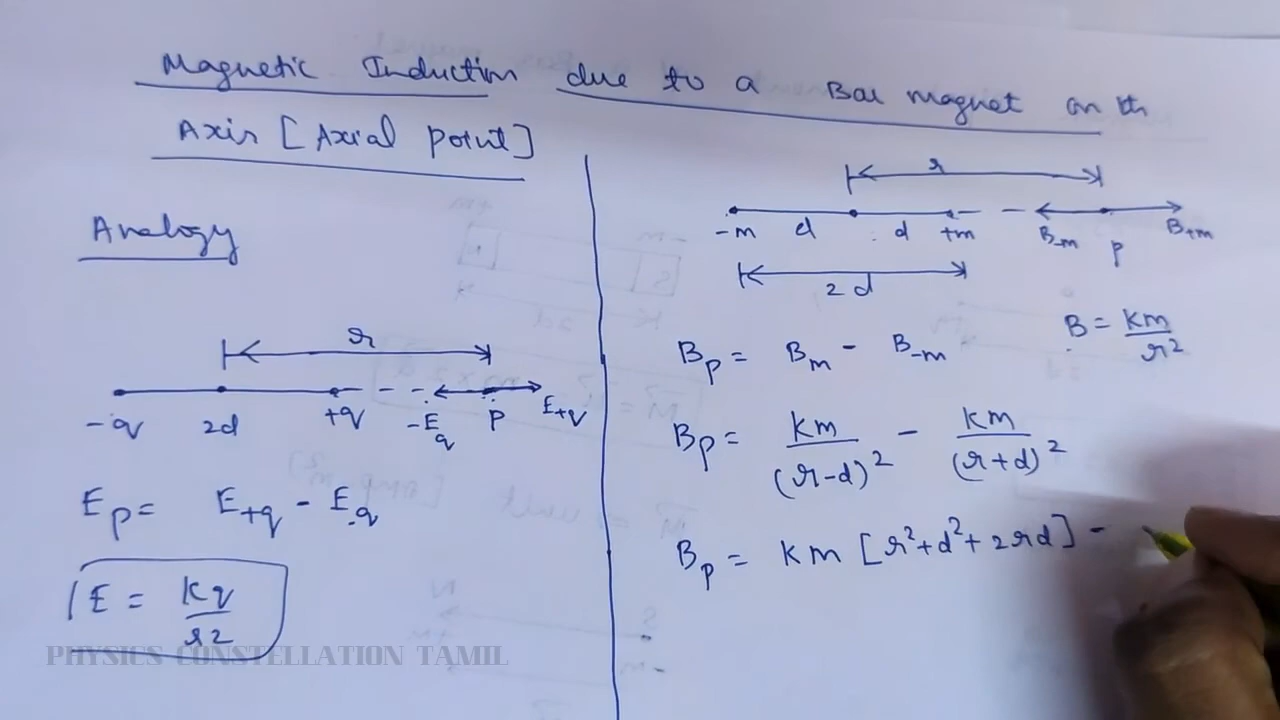 Magnetic Induction due to a Bar magnet on th
Axis [Axial point]
Analogy
r
-q 2d +q -Eq P E+q
Ep = E+q - E-q
E = Kq/r2
r
-m d d +m B-m P B+m
2d
Bp = Bm - B-m
B = Km/r²
Bp = Km/(r-d)² - Km/(r+d)²
Bp = Km [r²+d²+2rd] -
PHYSICS CONSTELLATION TAMIL